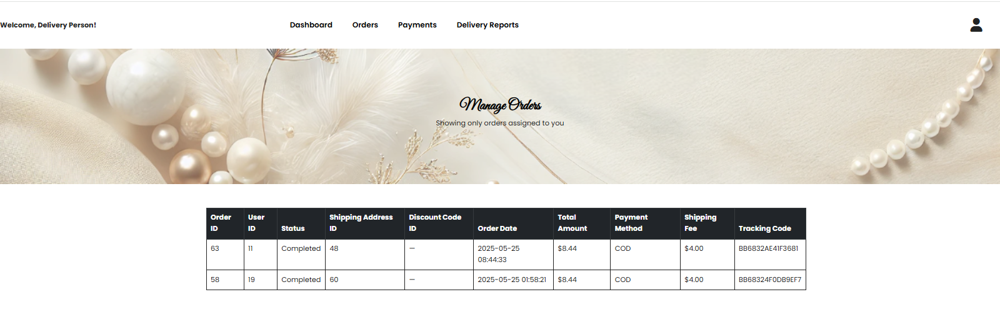 Welcome, Delivery Person! Dashboard Orders Payments Delivery Reports
Manage Orders
Showing only orders assigned to you
Order ID User ID Status Shipping Address ID Discount Code ID Order Date Total Amount Payment Method Shipping Fee Tracking Code
63 11 Completed 48 — 2025-05-25 08:44:33 $8.44 COD $4.00 BB6832AE41F3681
58 19 Completed 60 — 2025-05-25 01:58:21 $8.44 COD $4.00 BB68324F0DB9EF7